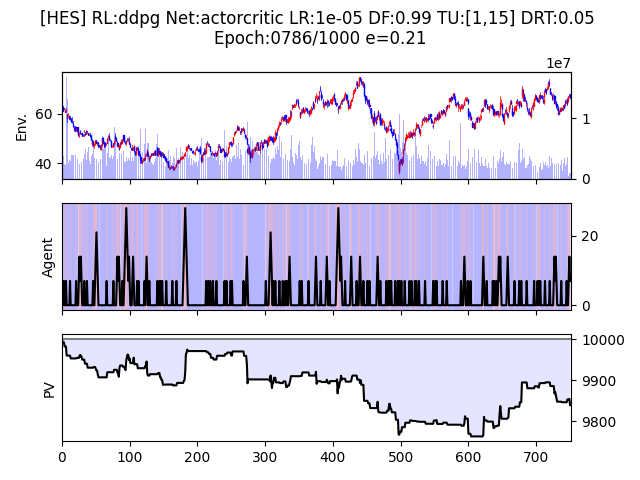 [HES] RL:ddpg Net:actorcritic LR:1e-05 DF:0.99 TU:[1,15] DRT:0.05
Epoch:0786/1000 e=0.21
1e7
Env.
60
40
1
0
Agent
20
0
PV
10000
9900
9800
0 100 200 300 400 500 600 700